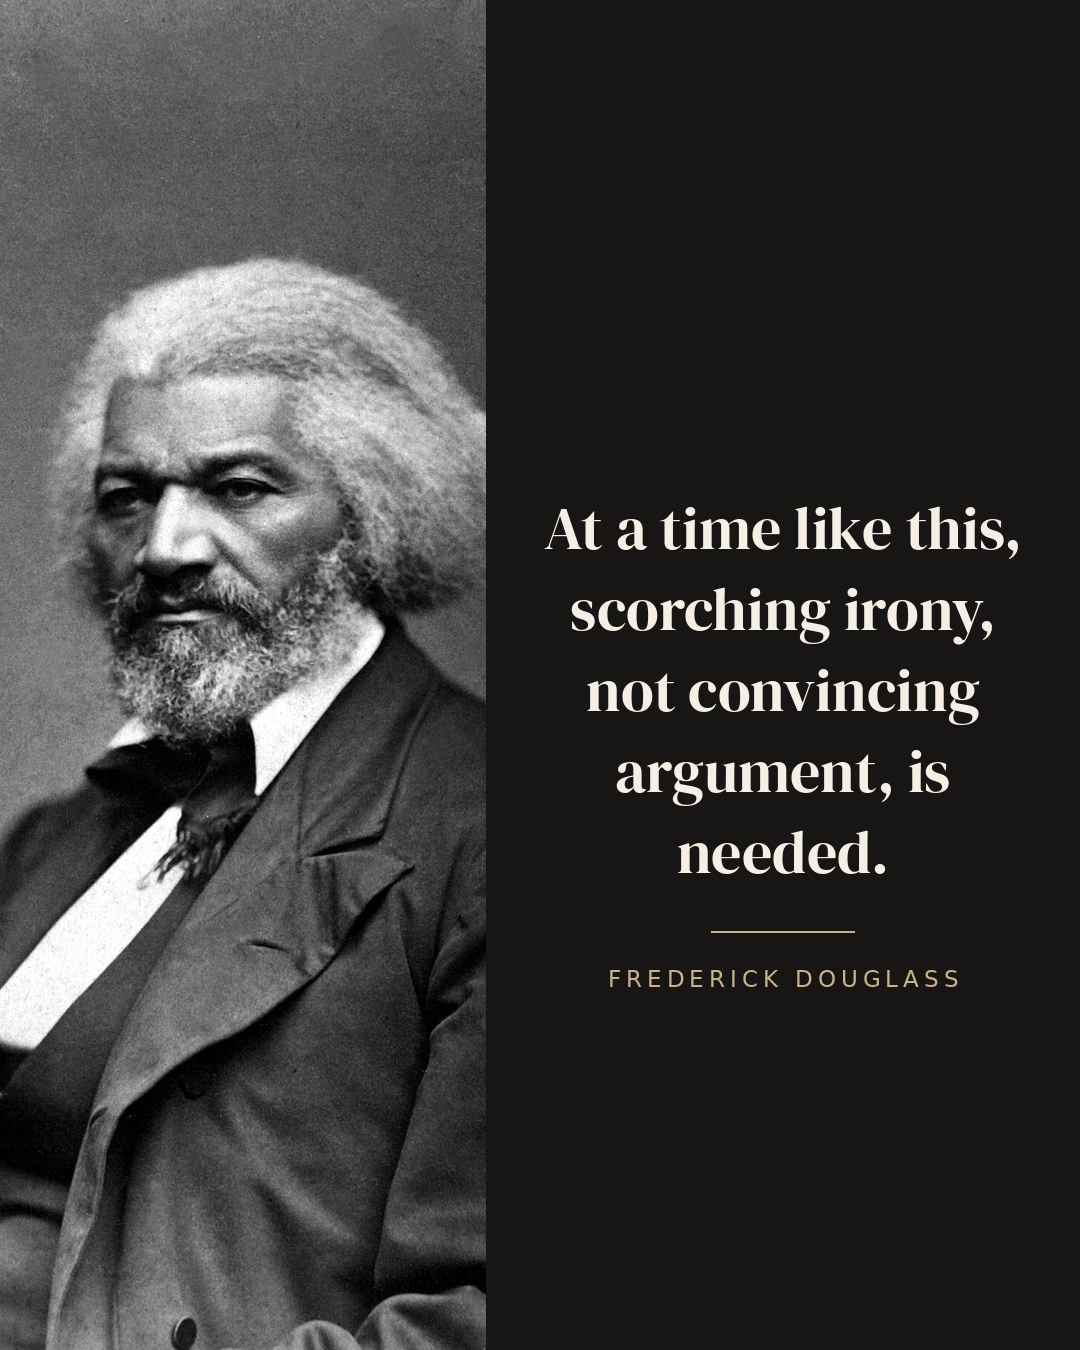 At a time like this,
scorching irony,
not convincing
argument, is
needed.
FREDERICK DOUGLASS